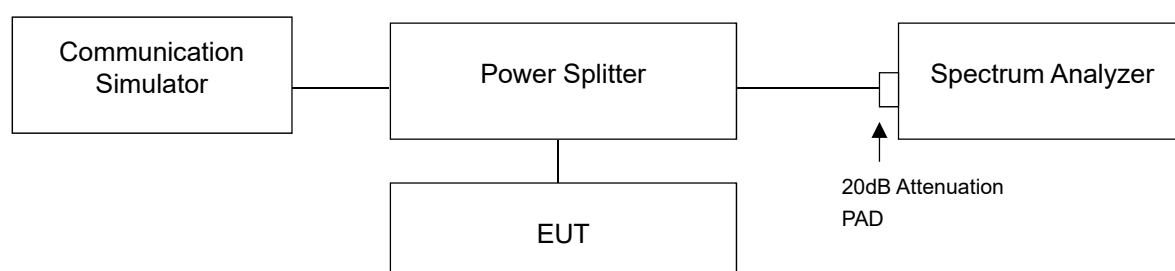 Communication
Simulator
Power Splitter
Spectrum Analyzer
20dB Attenuation
PAD
EUT